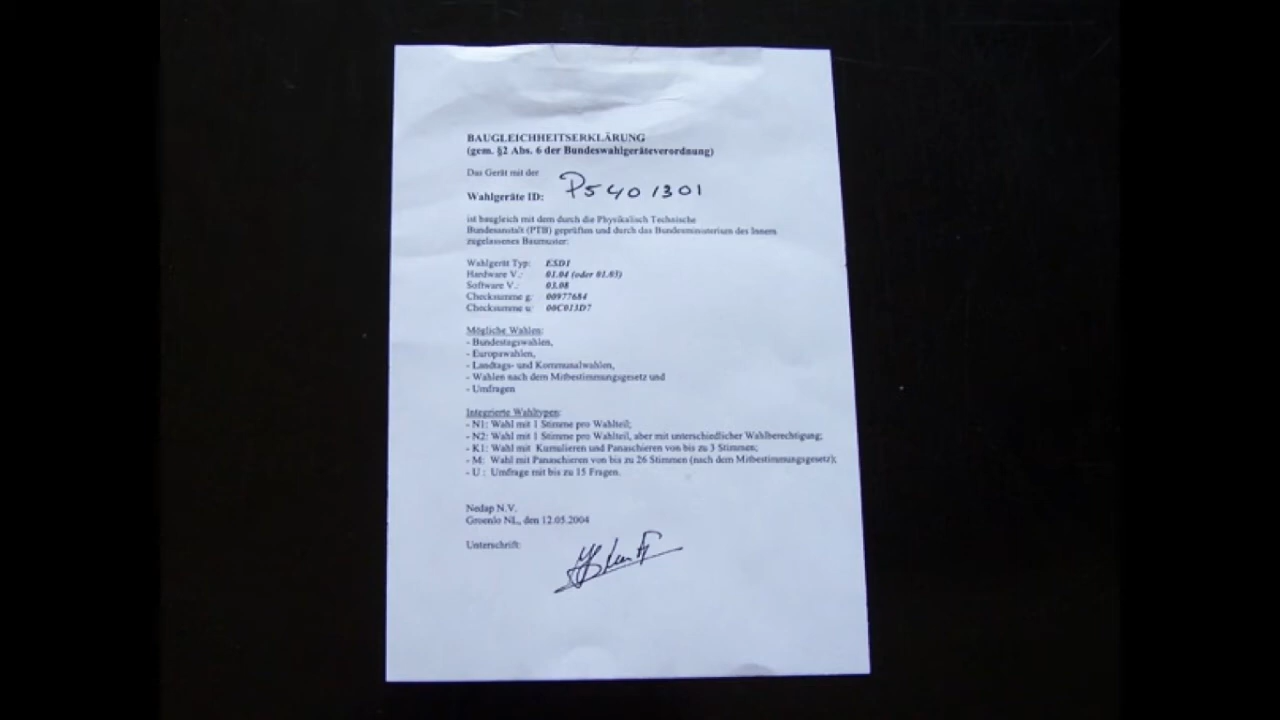 BAUGLEICHHEITSERKLÄRUNG
(gem. §2 Abs. 6 der Bundeswahlgeräteverordnung)
Das Gerät mit der
Wahlgeräte ID: P5401301
ist baugleich mit dem durch die Physikalisch Technische
Bundesanstalt (PTB) geprüften und durch das Bundesministerium des Innern
zugelassenes Baumuster:
Wahlgerät Typ: ESD1
Hardware V.: 01.04 (oder 01.03)
Software V.: 03.08
Checksumme g: 00977684
Checksumme u: 00C013D7
Mögliche Wahlen:
- Bundestagswahlen,
- Europawahlen,
- Landtags- und Kommunalwahlen,
- Wahlen nach dem Mitbestimmungsgesetz und
- Umfragen
Integrierte Wahltypen:
- N1: Wahl mit 1 Stimme pro Wahlteil;
- N2: Wahl mit 1 Stimme pro Wahlteil, aber mit unterschiedlicher Wahlberechtigung;
- K1: Wahl mit Kumulieren und Panaschieren von bis zu 3 Stimmen;
- M: Wahl mit Panaschieren von bis zu 26 Stimmen (nach dem Mitbestimmungsgesetz);
- U : Umfrage mit bis zu 15 Fragen.
Nedap N.V.
Groenlo NL, den 12.05.2004
Unterschrift: